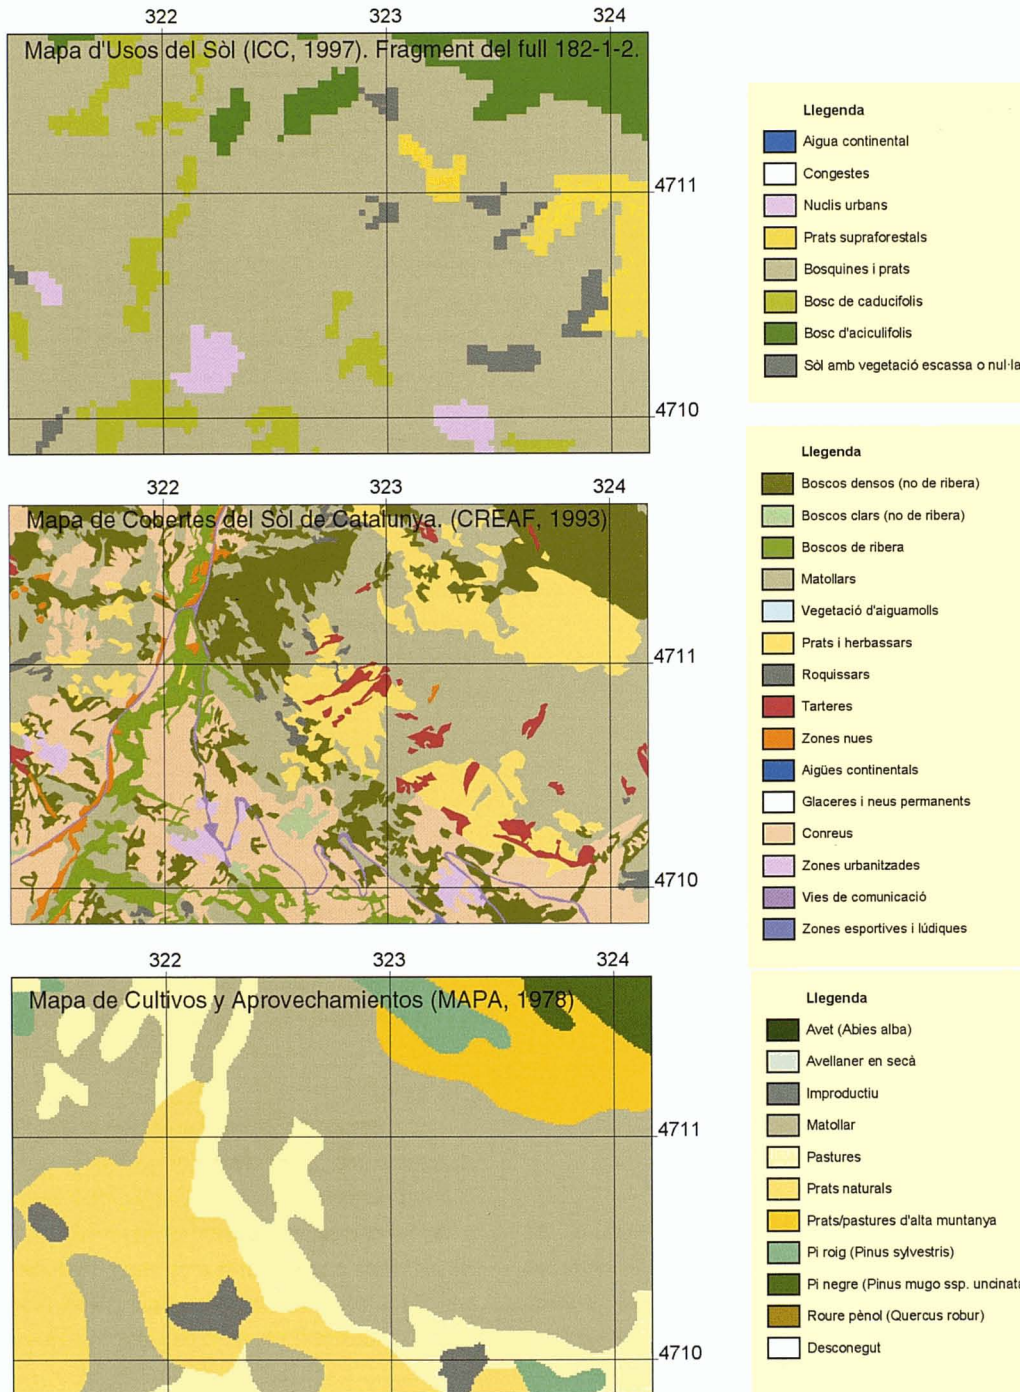 322 323 324
Mapa d'Usos del Sòl (ICC, 1997). Fragment del full 182-1-2.
4711
4710
Llegenda
Aigua continental
Congestes
Nuclis urbans
Prats supraforestals
Bosquines i prats
Bosc de caducifolis
Bosc d'aciculifolis
Sòl amb vegetació escassa o nul·la
322 323 324
Mapa de Cobertes del Sòl de Catalunya. (CREAF, 1993)
4711
4710
Llegenda
Boscos densos (no de ribera)
Boscos clars (no de ribera)
Boscos de ribera
Matollars
Vegetació d'aiguamolls
Prats i herbassars
Roquissars
Tarteres
Zones nues
Aigües continentals
Glaceres i neus permanents
Conreus
Zones urbanitzades
Vies de comunicació
Zones esportives i lúdiques
322 323 324
Mapa de Cultivos y Aprovechamientos (MAPA, 1978)
4711
4710
Llegenda
Avet (Abies alba)
Avellaner en secà
Improductiu
Matollar
Pastures
Prats naturals
Prats/pastures d'alta muntanya
Pi roig (Pinus sylvestris)
Pi negre (Pinus mugo ssp. uncinata
Roure pènol (Quercus robur)
Desconegut